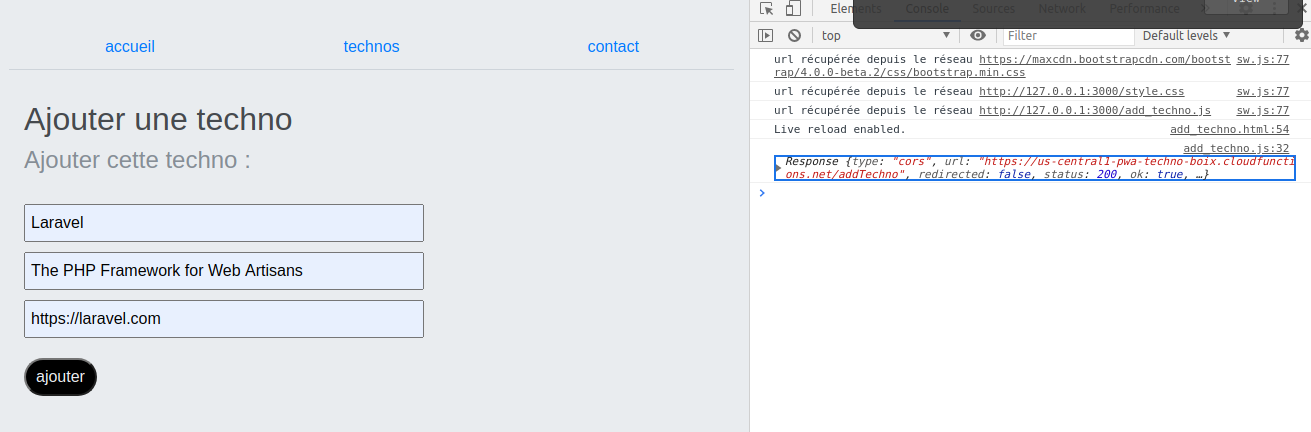 accueil technos contact
Ajouter une techno
Ajouter cette techno :
Laravel
The PHP Framework for Web Artisans
https://laravel.com
ajouter
Elements Console Sources Network Performance »
View
top Filter Default levels
url récupérée depuis le réseau https://maxcdn.bootstrapcdn.com/bootst sw.js:77
rap/4.0.0-beta.2/css/bootstrap.min.css
url récupérée depuis le réseau http://127.0.0.1:3000/style.css sw.js:77
url récupérée depuis le réseau http://127.0.0.1:3000/add_techno.js sw.js:77
Live reload enabled. add_techno.html:54
add_techno.js:32
Response {type: "cors", url: "https://us-central1-pwa-techno-boix.cloudfuncti
ons.net/addTechno", redirected: false, status: 200, ok: true, …}